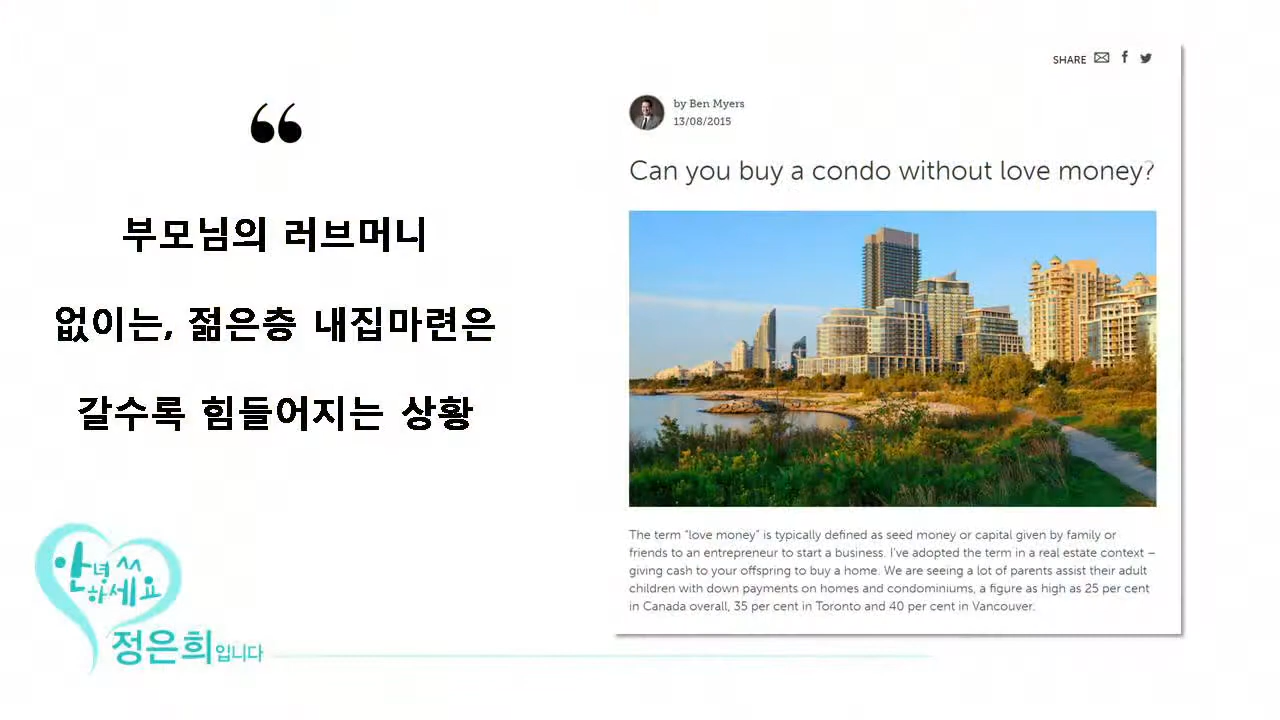 “
부모님의 러브머니
없이는, 젊은층 내집마련은
갈수록 힘들어지는 상황
안녕^^
하세요
정은희입니다
SHARE
by Ben Myers
13/08/2015
Can you buy a condo without love money?
The term “love money” is typically defined as seed money or capital given by family or
friends to an entrepreneur to start a business. I’ve adopted the term in a real estate context –
giving cash to your offspring to buy a home. We are seeing a lot of parents assist their adult
children with down payments on homes and condominiums, a figure as high as 25 per cent
in Canada overall, 35 per cent in Toronto and 40 per cent in Vancouver.